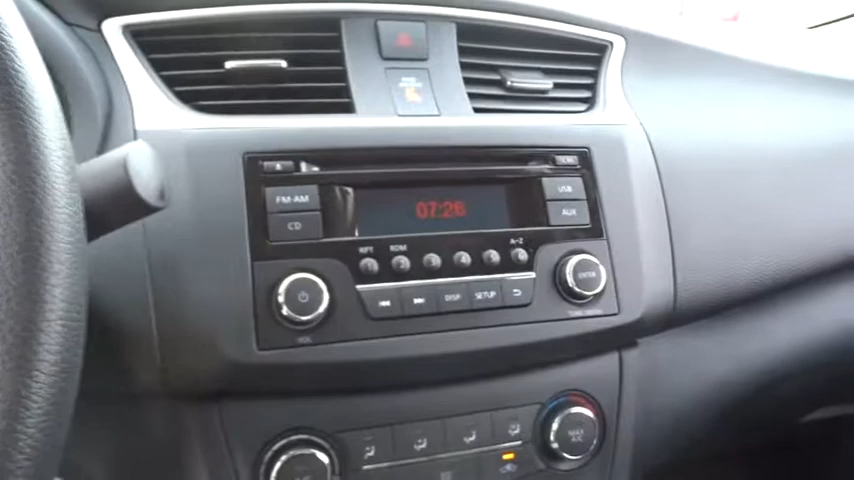 FM·AM
CD
07:26
USB
AUX
RPT
RDM
A-Z
1 2 3 4 5 6
DISP
SETUP
ENTER
VOL
MAX
A/C